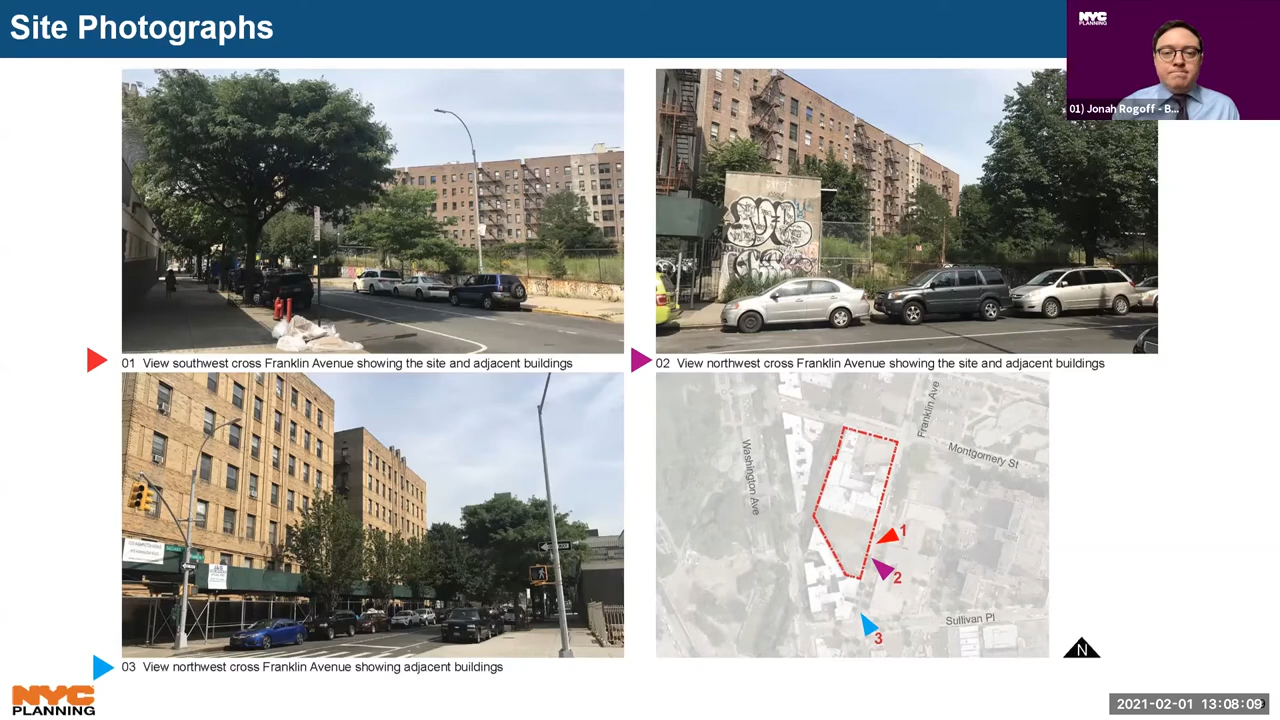 Site Photographs
NYC
PLANNING
01) Jonah Rogoff - B...
01 View southwest cross Franklin Avenue showing the site and adjacent buildings
02 View northwest cross Franklin Avenue showing the site and adjacent buildings
Franklin Ave
Washington Ave
Montgomery St
1
2
Sullivan Pl
3
N
03 View northwest cross Franklin Avenue showing adjacent buildings
NYC
PLANNING
2021-02-01 13:08:09